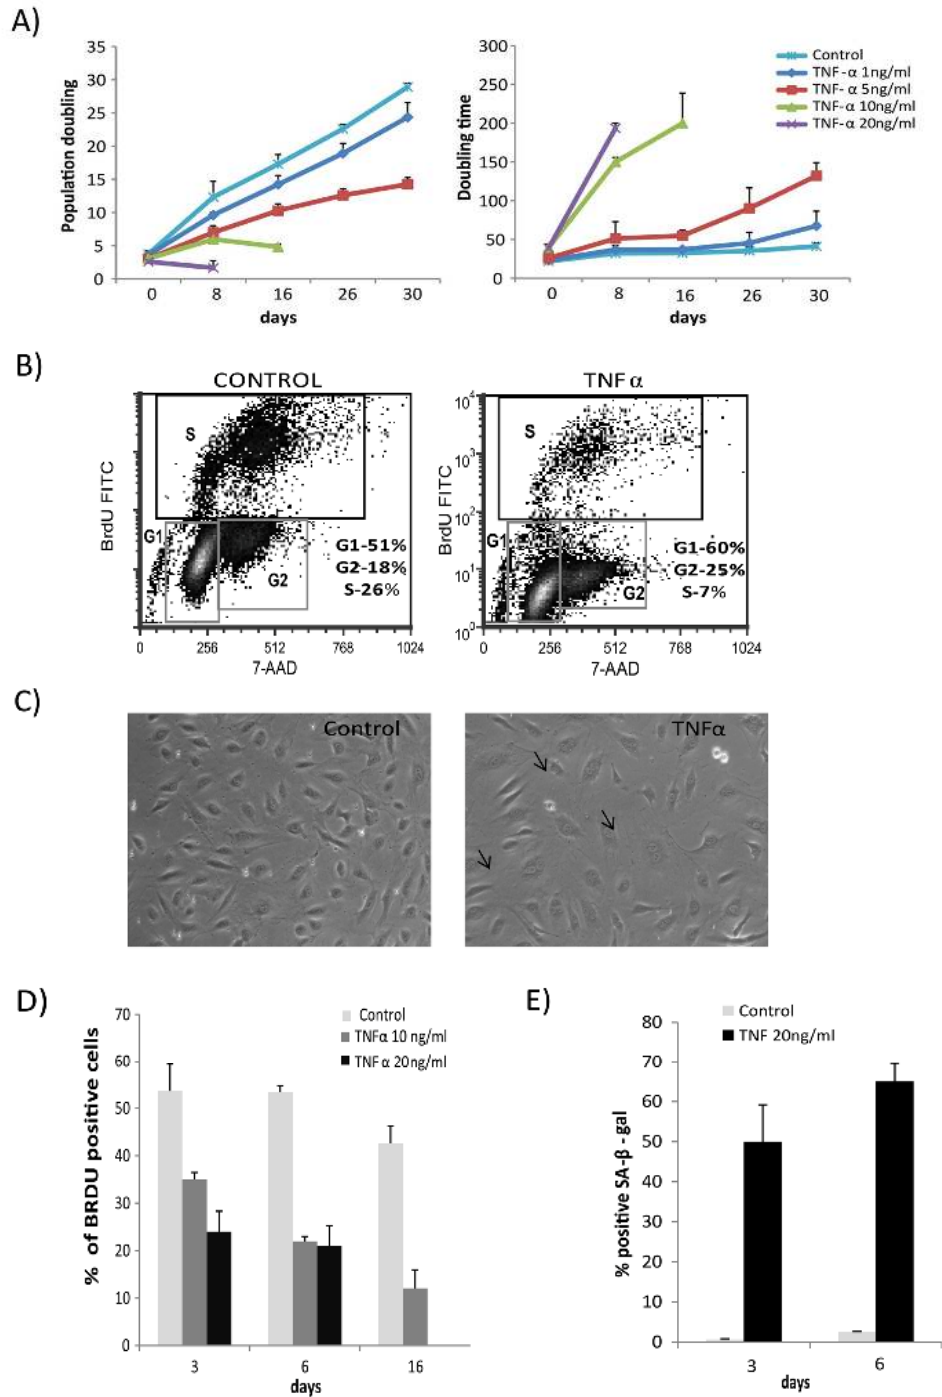 A)
35
30
25
20
15
10
5
0
Population doubling
0 8 16 26 30
days
300
250
200
150
100
50
0
Doubling time
0 8 16 26 30
days
Control
TNF-α 1ng/ml
TNF-α 5ng/ml
TNF-α 10ng/ml
TNF-α 20ng/ml
B)
CONTROL
BrdU FITC
S
G1
G2
G1-51%
G2-18%
S-26%
0 256 512 768 1024
7-AAD
TNF α
BrdU FITC
10⁴
10³
10²
10¹
10⁰
S
G1
G2
G1-60%
G2-25%
S-7%
0 256 512 768 1024
7-AAD
C)
Control
TNFα
D)
70
60
50
40
30
20
10
0
% of BRDU positive cells
Control
TNFα 10 ng/ml
TNF α 20ng/ml
3 6 16
days
E)
Control
TNF 20ng/ml
80
70
60
50
40
30
20
10
0
% positive SA-β - gal
3 6
days